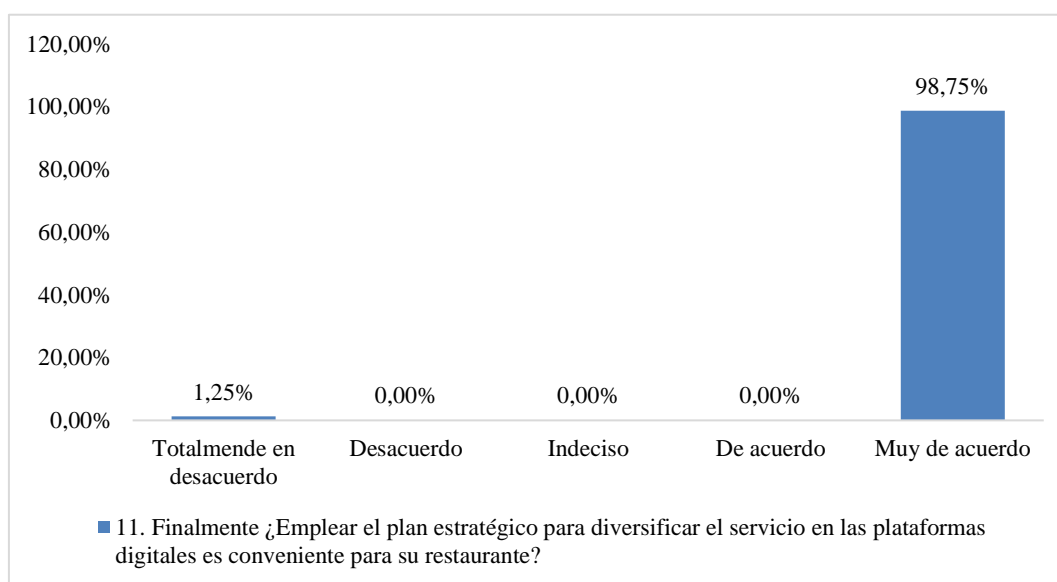 120,00%
100,00%
80,00%
60,00%
40,00%
20,00%
0,00%
1,25%
0,00%
0,00%
0,00%
98,75%
Totalmende en
desacuerdo
Desacuerdo
Indeciso
De acuerdo
Muy de acuerdo
11. Finalmente ¿Emplear el plan estratégico para diversificar el servicio en las plataformas
digitales es conveniente para su restaurante?